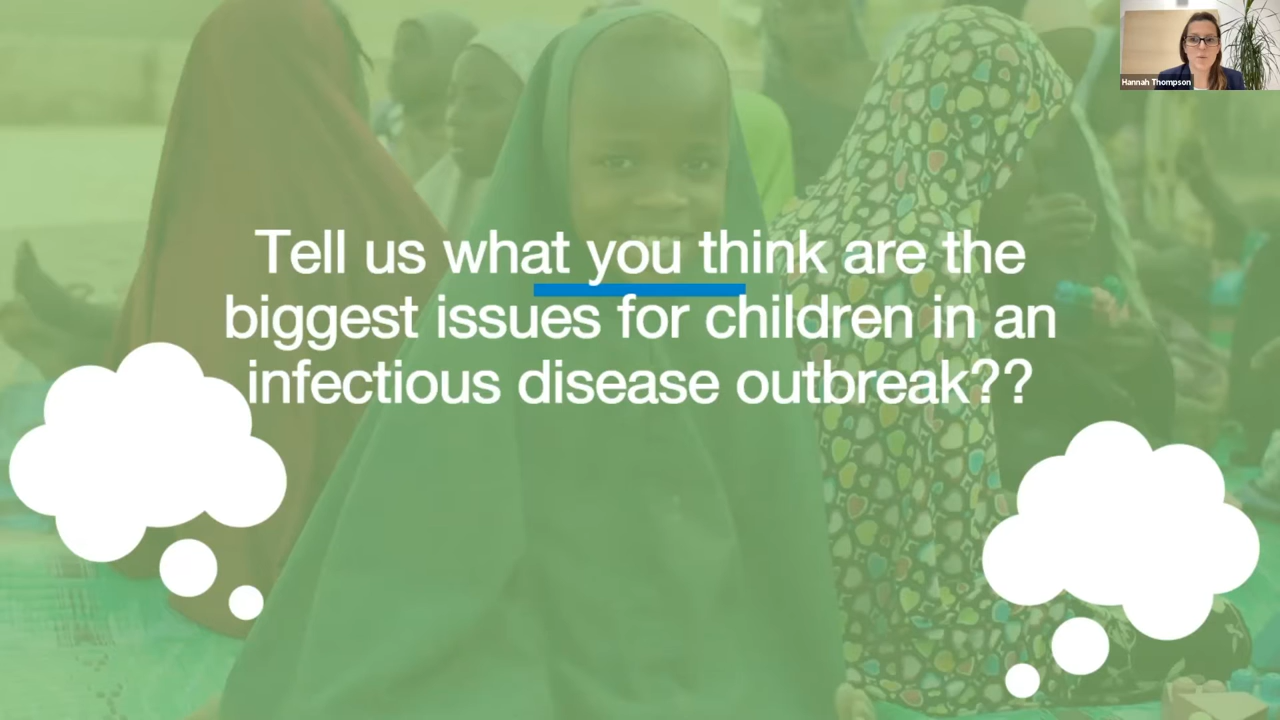 Hannah Thompson
Tell us what you think are the
biggest issues for children in an
infectious disease outbreak??